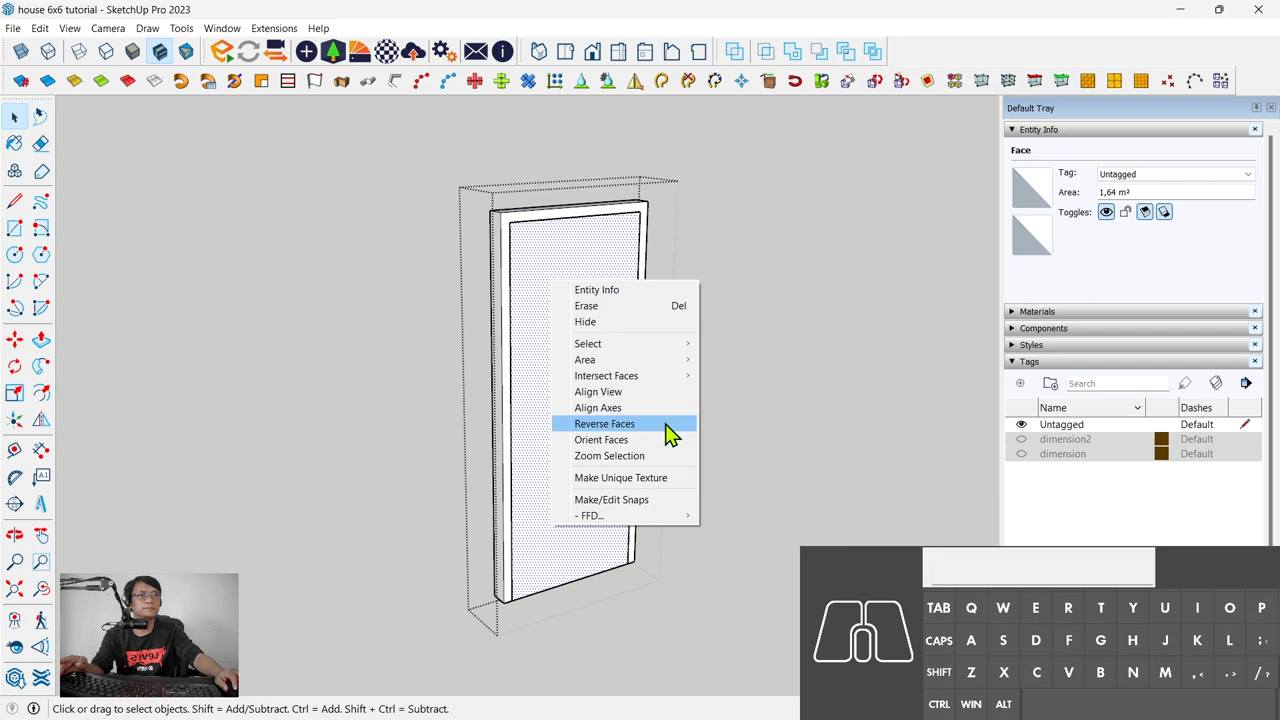 house 6x6 tutorial - SketchUp Pro 2023
File Edit View Camera Draw Tools Window Extensions Help
Default Tray
Entity Info
Face
Tag: Untagged
Area: 1,64 m²
Toggles:
Entity Info
Erase Del
Hide
Select
Area
Intersect Faces
Align View
Align Axes
Reverse Faces
Orient Faces
Zoom Selection
Make Unique Texture
Make/Edit Snaps
- FFD...
Materials
Components
Styles
Tags
Search
Name Dashes
Untagged Default
dimension2 Default
dimension Default
LEVI'S
TAB Q W E R T Y U I O P
CAPS A S D F G H J K L ; :
SHIFT Z X C V B N M , < . > / ?
CTRL WIN ALT
Click or drag to select objects. Shift = Add/Subtract. Ctrl = Add. Shift + Ctrl = Subtract.